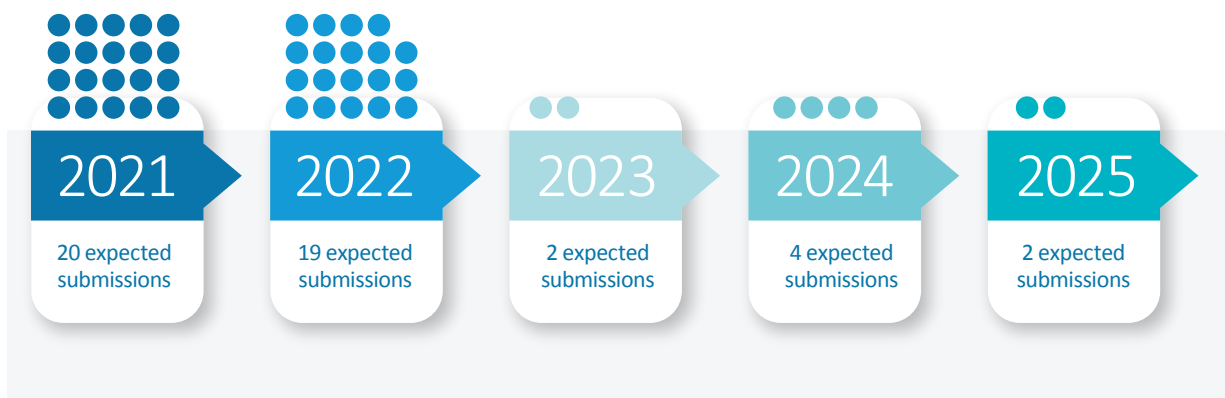 2021
20 expected
submissions
2022
19 expected
submissions
2023
2 expected
submissions
2024
4 expected
submissions
2025
2 expected
submissions